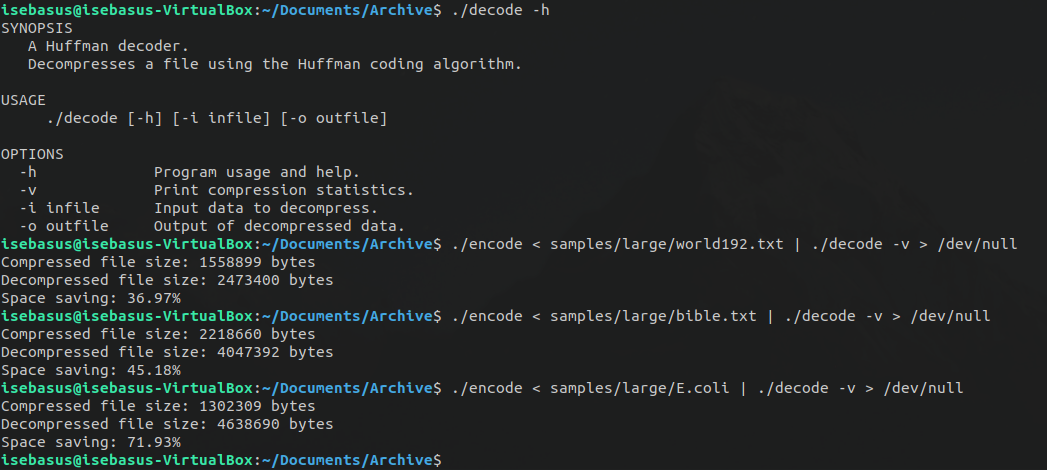 isebasus@isebasus-VirtualBox:~/Documents/Archive$ ./decode -h
SYNOPSIS
   A Huffman decoder.
   Decompresses a file using the Huffman coding algorithm.

USAGE
     ./decode [-h] [-i infile] [-o outfile]

OPTIONS
  -h             Program usage and help.
  -v             Print compression statistics.
  -i infile      Input data to decompress.
  -o outfile     Output of decompressed data.
isebasus@isebasus-VirtualBox:~/Documents/Archive$ ./encode < samples/large/world192.txt | ./decode -v > /dev/null
Compressed file size: 1558899 bytes
Decompressed file size: 2473400 bytes
Space saving: 36.97%
isebasus@isebasus-VirtualBox:~/Documents/Archive$ ./encode < samples/large/bible.txt | ./decode -v > /dev/null
Compressed file size: 2218660 bytes
Decompressed file size: 4047392 bytes
Space saving: 45.18%
isebasus@isebasus-VirtualBox:~/Documents/Archive$ ./encode < samples/large/E.coli | ./decode -v > /dev/null
Compressed file size: 1302309 bytes
Decompressed file size: 4638690 bytes
Space saving: 71.93%
isebasus@isebasus-VirtualBox:~/Documents/Archive$